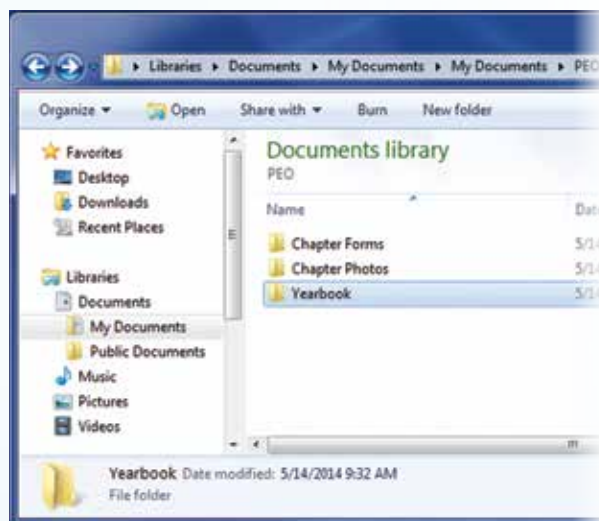 Libraries Documents My Documents My Documents PEO
Organize Open Share with Burn New folder
Favorites
Desktop
Downloads
Recent Places
Libraries
Documents
My Documents
Public Documents
Music
Pictures
Videos
Documents library
PEO
Name
Chapter Forms
Chapter Photos
Yearbook
Yearbook Date modified: 5/14/2014 9:32 AM
File folder